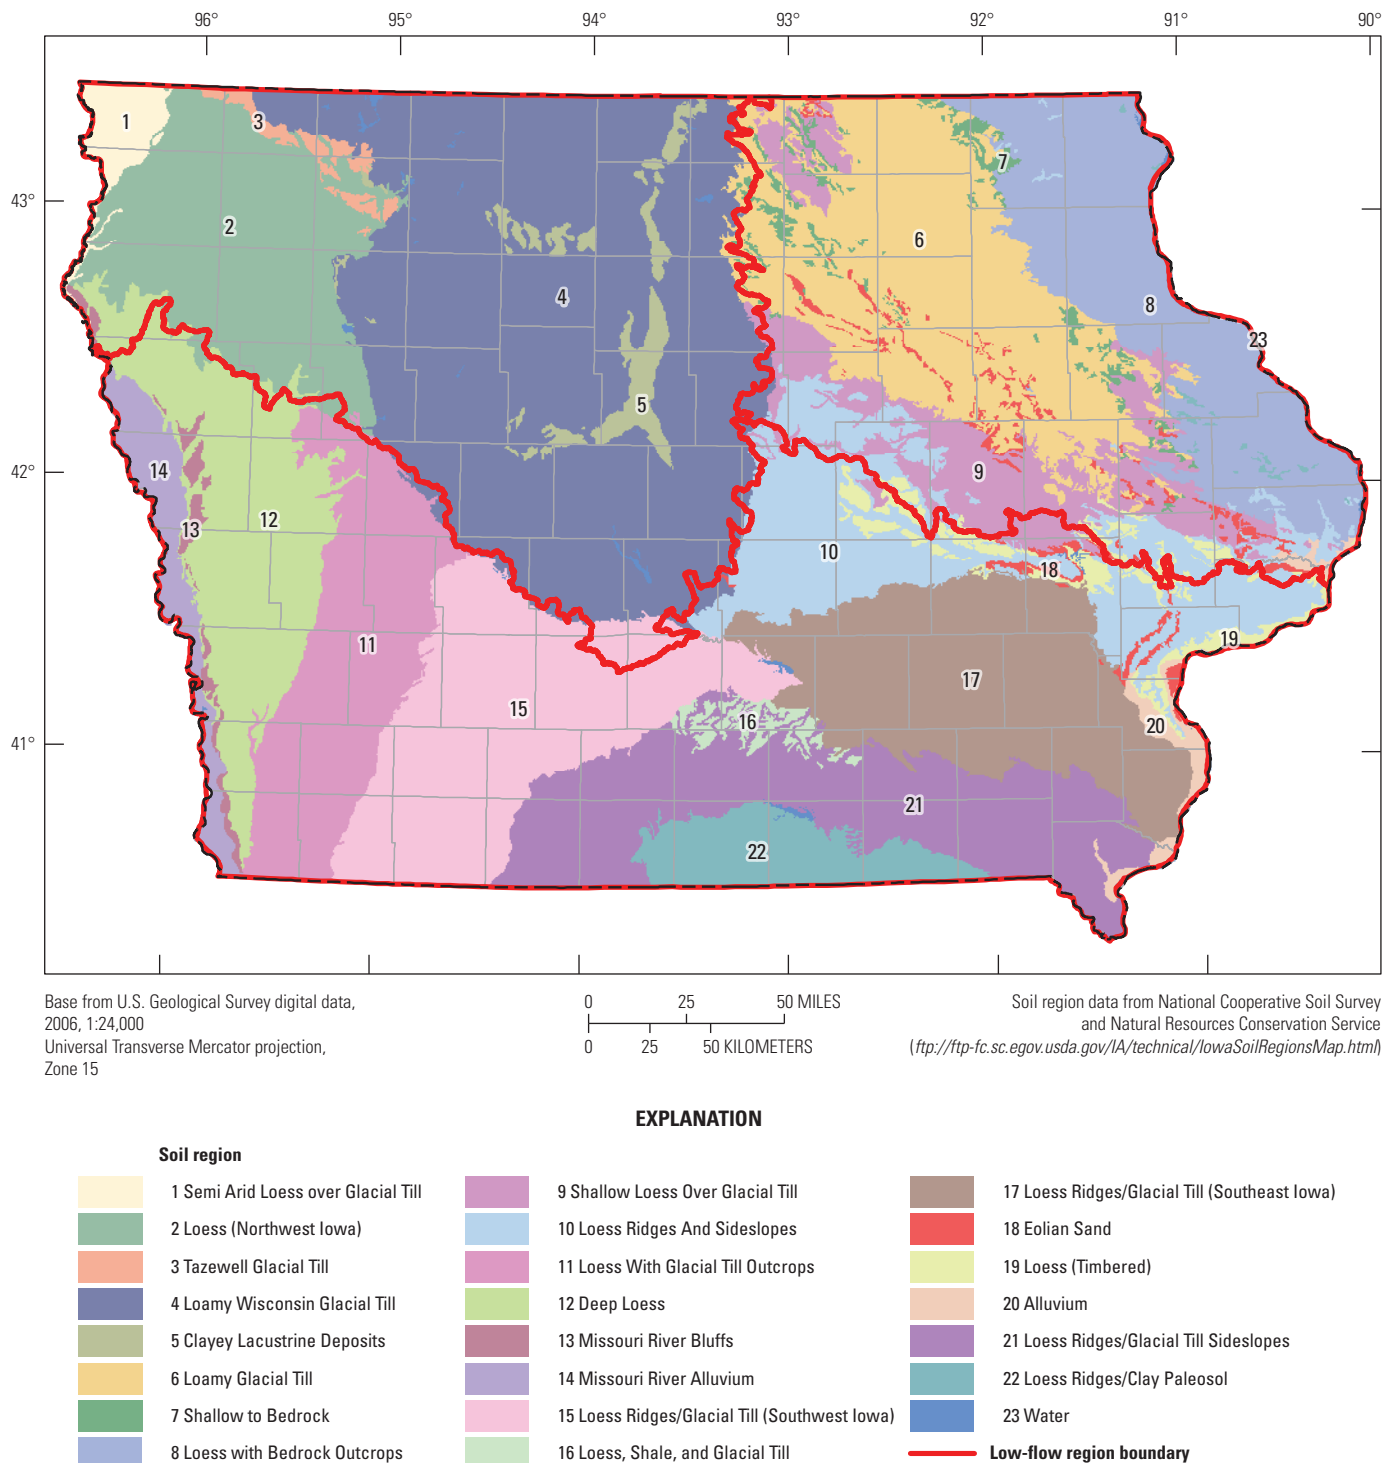 96° 95° 94° 93° 92° 91° 90°
1
3
7
43°
2
6
4
8
23
5
42°
14
9
13
12
10
18
11
19
17
15
16
20
41°
21
22
Base from U.S. Geological Survey digital data,
2006, 1:24,000
Universal Transverse Mercator projection,
Zone 15
0 25 50 MILES
0 25 50 KILOMETERS
Soil region data from National Cooperative Soil Survey
and Natural Resources Conservation Service
(ftp://ftp-fc.sc.egov.usda.gov/IA/technical/IowaSoilRegionsMap.html)
EXPLANATION
Soil region
1 Semi Arid Loess over Glacial Till
2 Loess (Northwest Iowa)
3 Tazewell Glacial Till
4 Loamy Wisconsin Glacial Till
5 Clayey Lacustrine Deposits
6 Loamy Glacial Till
7 Shallow to Bedrock
8 Loess with Bedrock Outcrops
9 Shallow Loess Over Glacial Till
10 Loess Ridges And Sideslopes
11 Loess With Glacial Till Outcrops
12 Deep Loess
13 Missouri River Bluffs
14 Missouri River Alluvium
15 Loess Ridges/Glacial Till (Southwest Iowa)
16 Loess, Shale, and Glacial Till
17 Loess Ridges/Glacial Till (Southeast Iowa)
18 Eolian Sand
19 Loess (Timbered)
20 Alluvium
21 Loess Ridges/Glacial Till Sideslopes
22 Loess Ridges/Clay Paleosol
23 Water
Low-flow region boundary